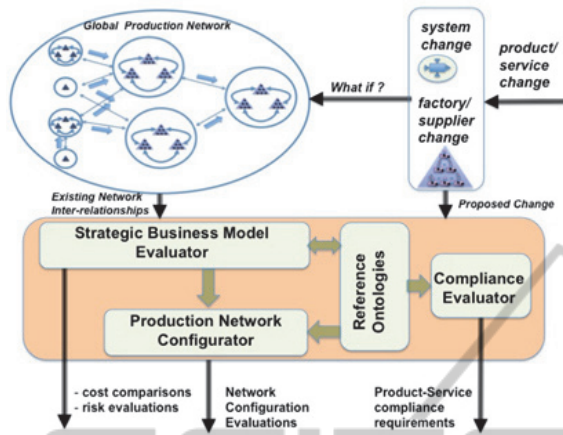 Global Production Network
system
change
product/
service
change
What if ?
factory/
supplier
change
Existing Network
Inter-relationships
Proposed Change
Strategic Business Model
Evaluator
Reference
Ontologies
Compliance
Evaluator
Production Network
Configurator
- cost comparisons
- risk evaluations
Network
Configuration
Evaluations
Product-Service
compliance
requirements